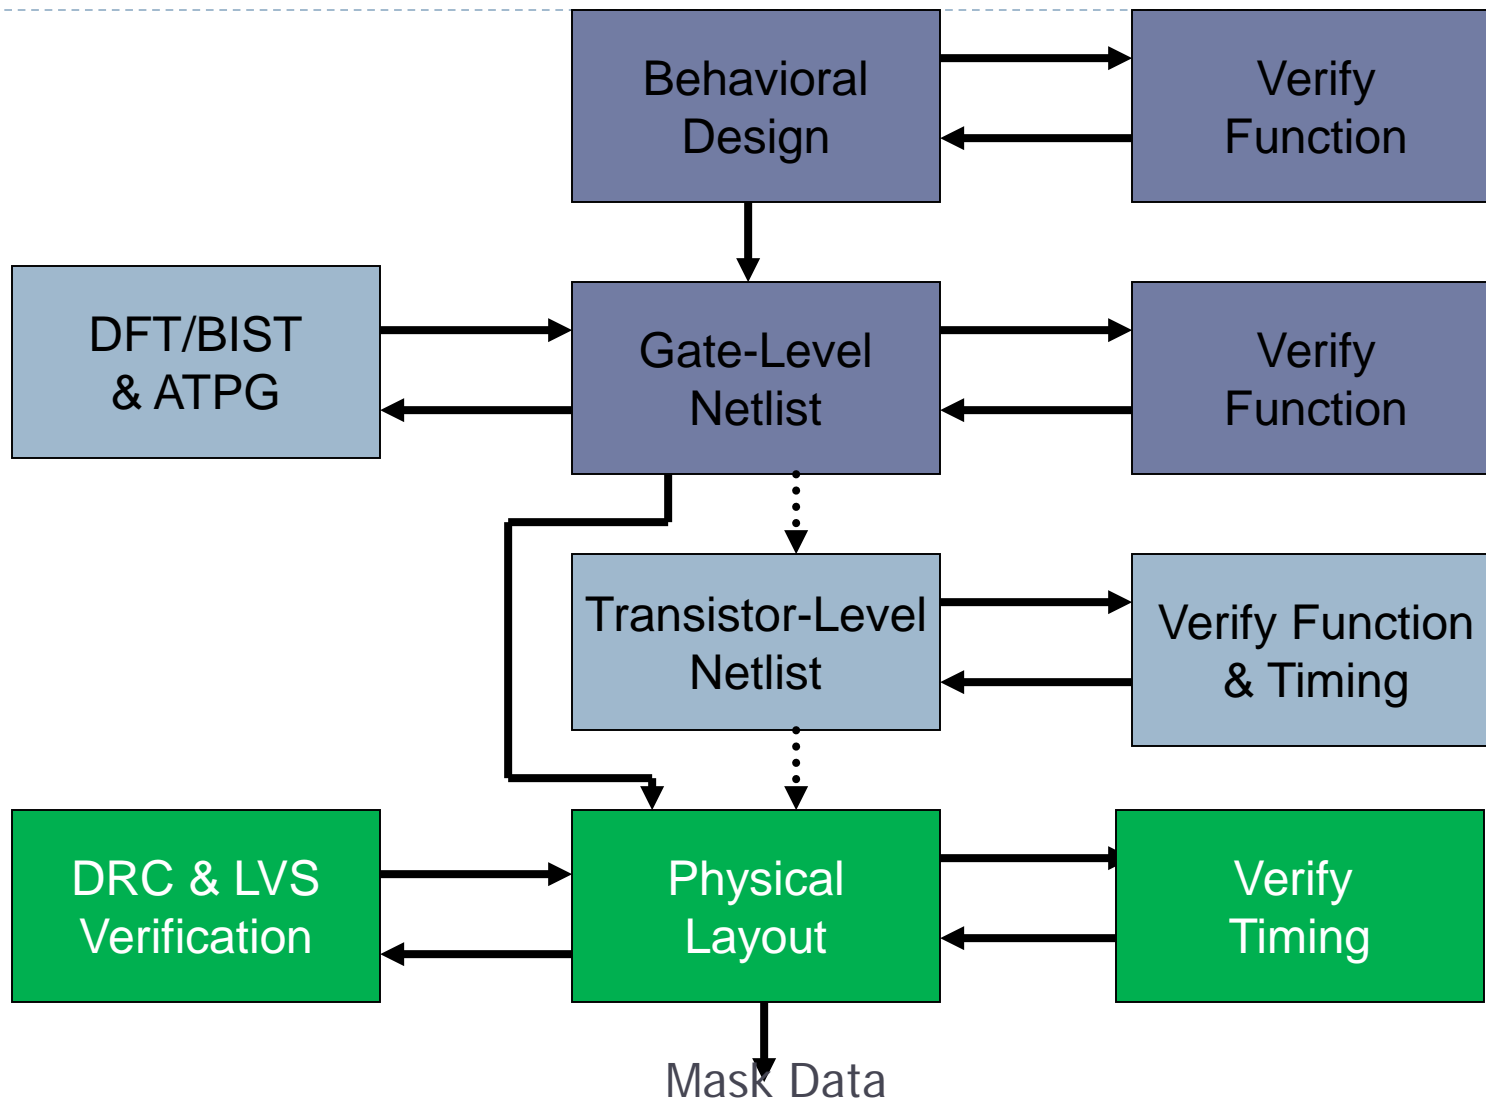 Behavioral
Design
Verify
Function
DFT/BIST
& ATPG
Gate-Level
Netlist
Verify
Function
Transistor-Level
Netlist
Verify Function
& Timing
DRC & LVS
Verification
Physical
Layout
Verify
Timing
Mask Data